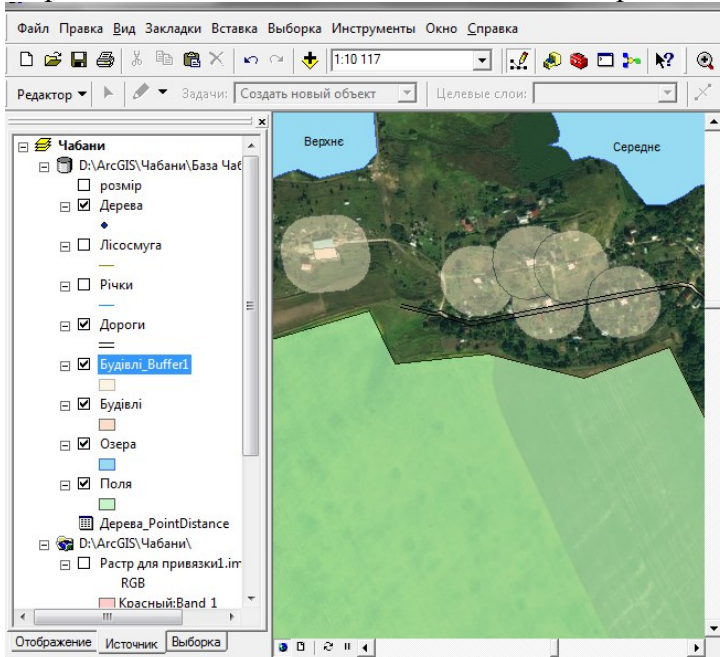 Файл Правка Вид Закладки Вставка Выборка Инструменты Окно Справка
1:10 117
Редактор Задачи: Создать новый объект Целевые слои:
Чабани
D:\ArcGIS\Чабани\База Чаб
розмір
Дерева
Лісосмуга
Річки
Дороги
Будівлі_Buffer1
Будівлі
Озера
Поля
Дерева_PointDistance
D:\ArcGIS\Чабани\
Растр для привязки1.im
RGB
Красный:Band_1
Отображение Источник Выборка
Верхнє
Середнє